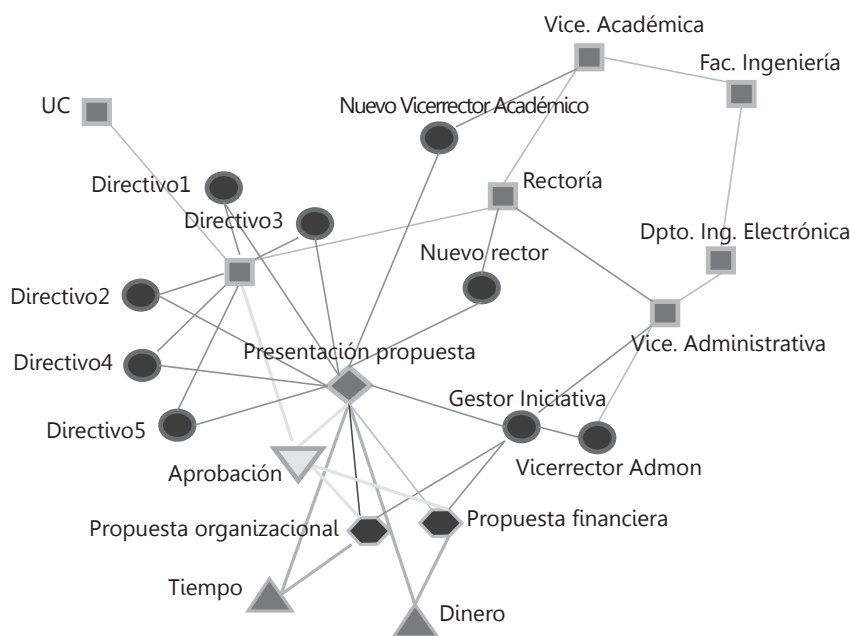 Vice. Académica
Fac. Ingeniería
UC
Nuevo Vicerrector Académico
Directivo1
Rectoría
Directivo3
Dpto. Ing. Electrónica
Nuevo rector
Directivo2
Vice. Administrativa
Presentación propuesta
Directivo4
Gestor Iniciativa
Directivo5
Vicerrector Admon
Aprobación
Propuesta organizacional
Propuesta financiera
Tiempo
Dinero